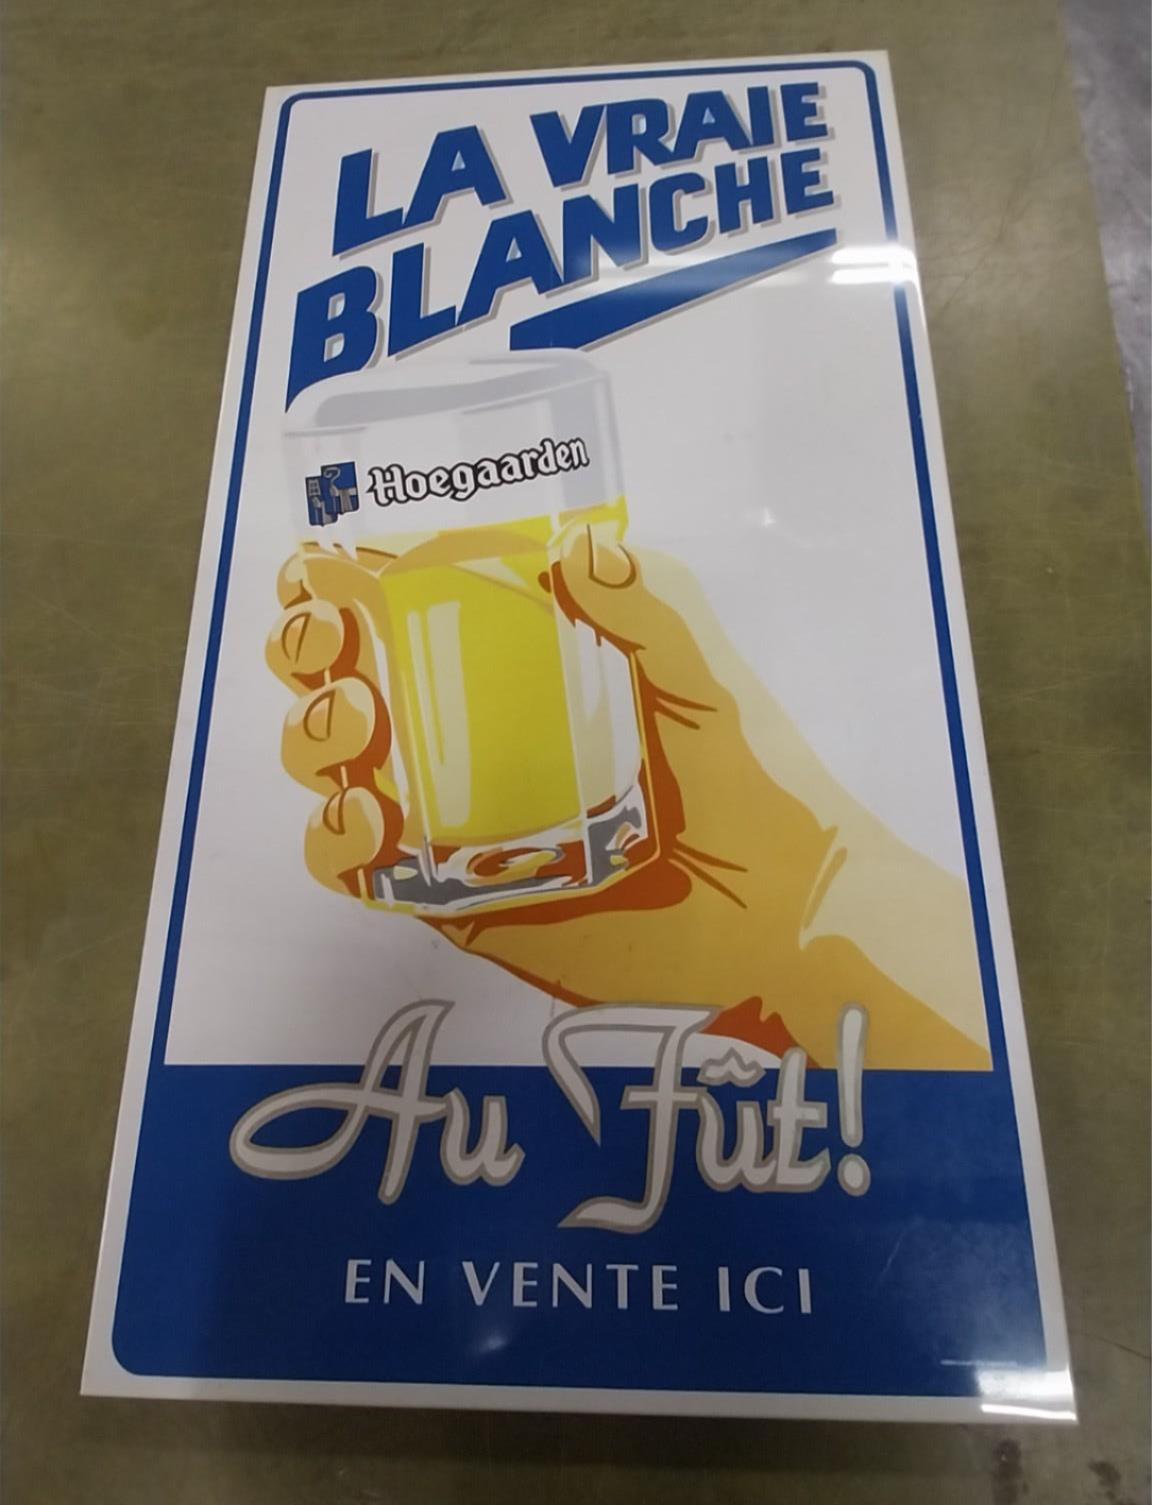 LA VRAIE
BLANCHE
Hoegaarden
Au Fût!
EN VENTE ICI